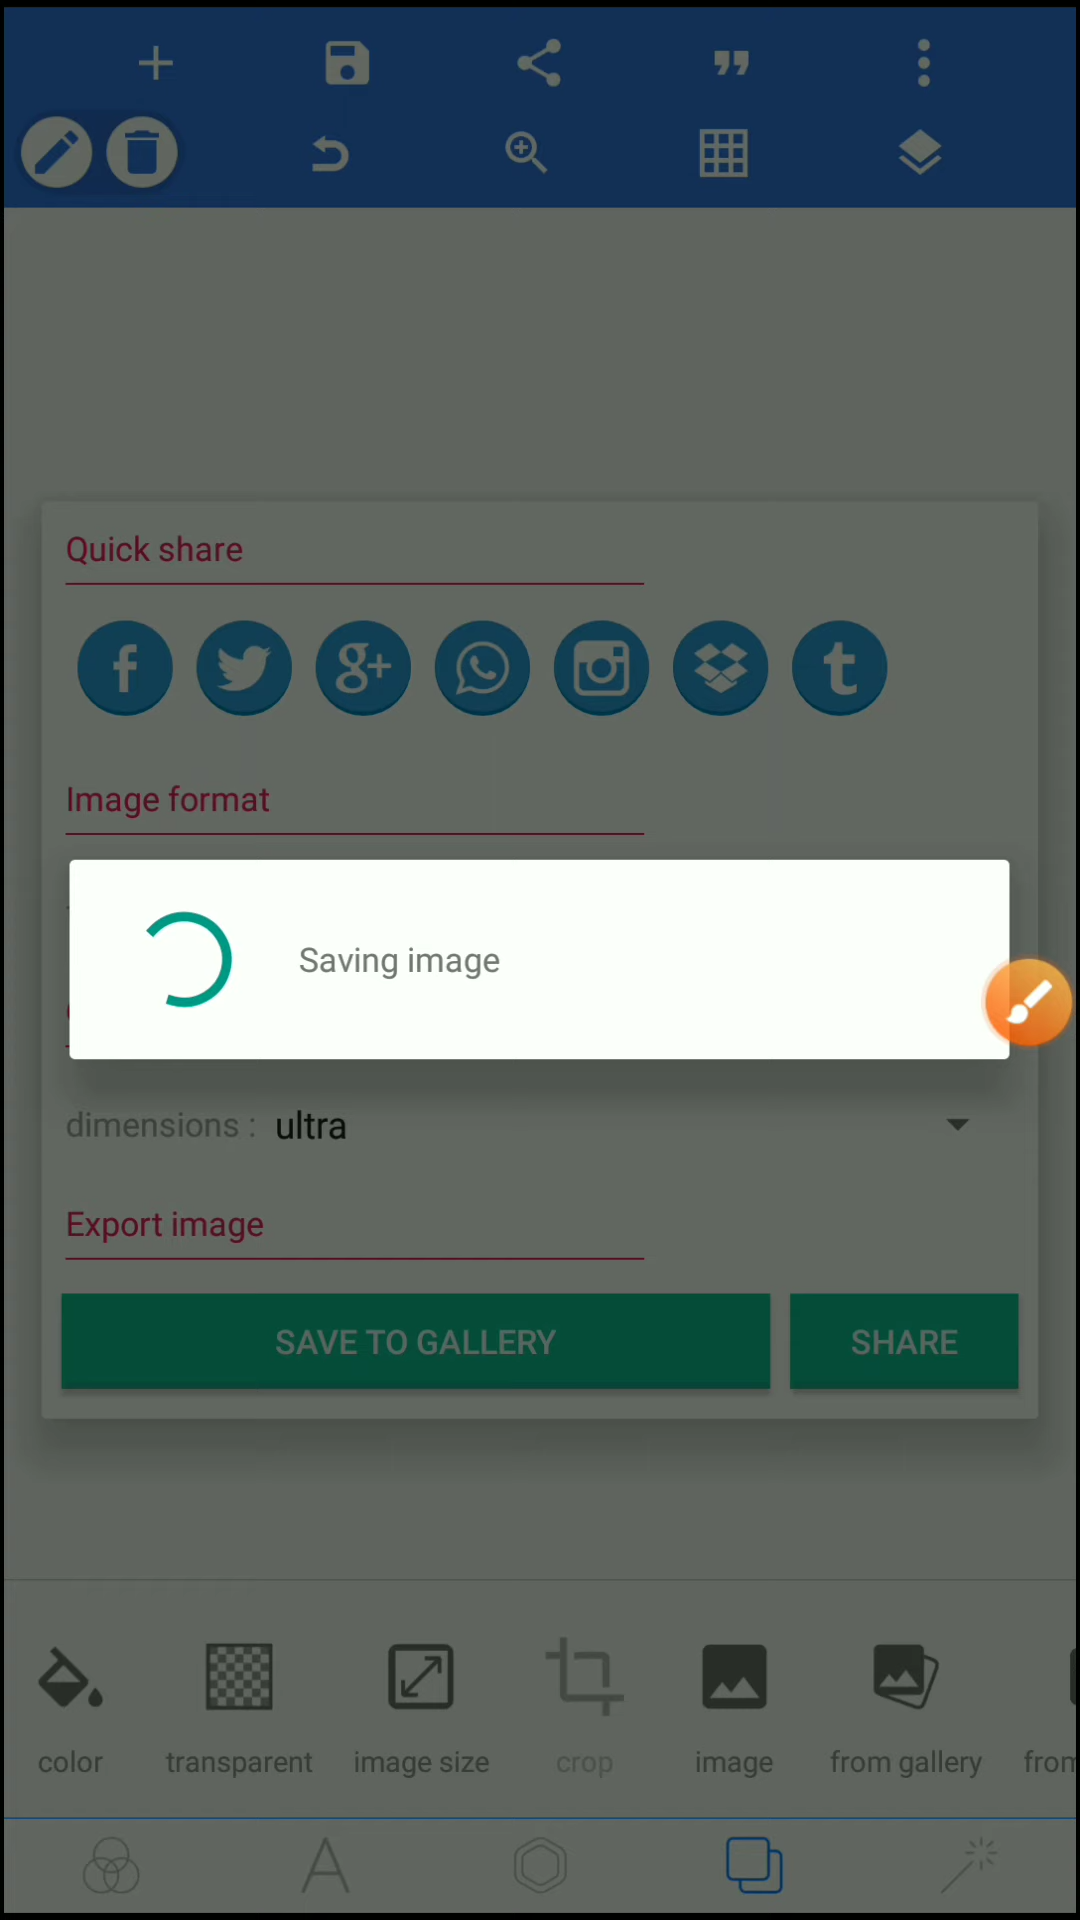 Quick share
Image format
Saving image
dimensions : ultra
Export image
SAVE TO GALLERY SHARE
color transparent image size crop image from gallery from